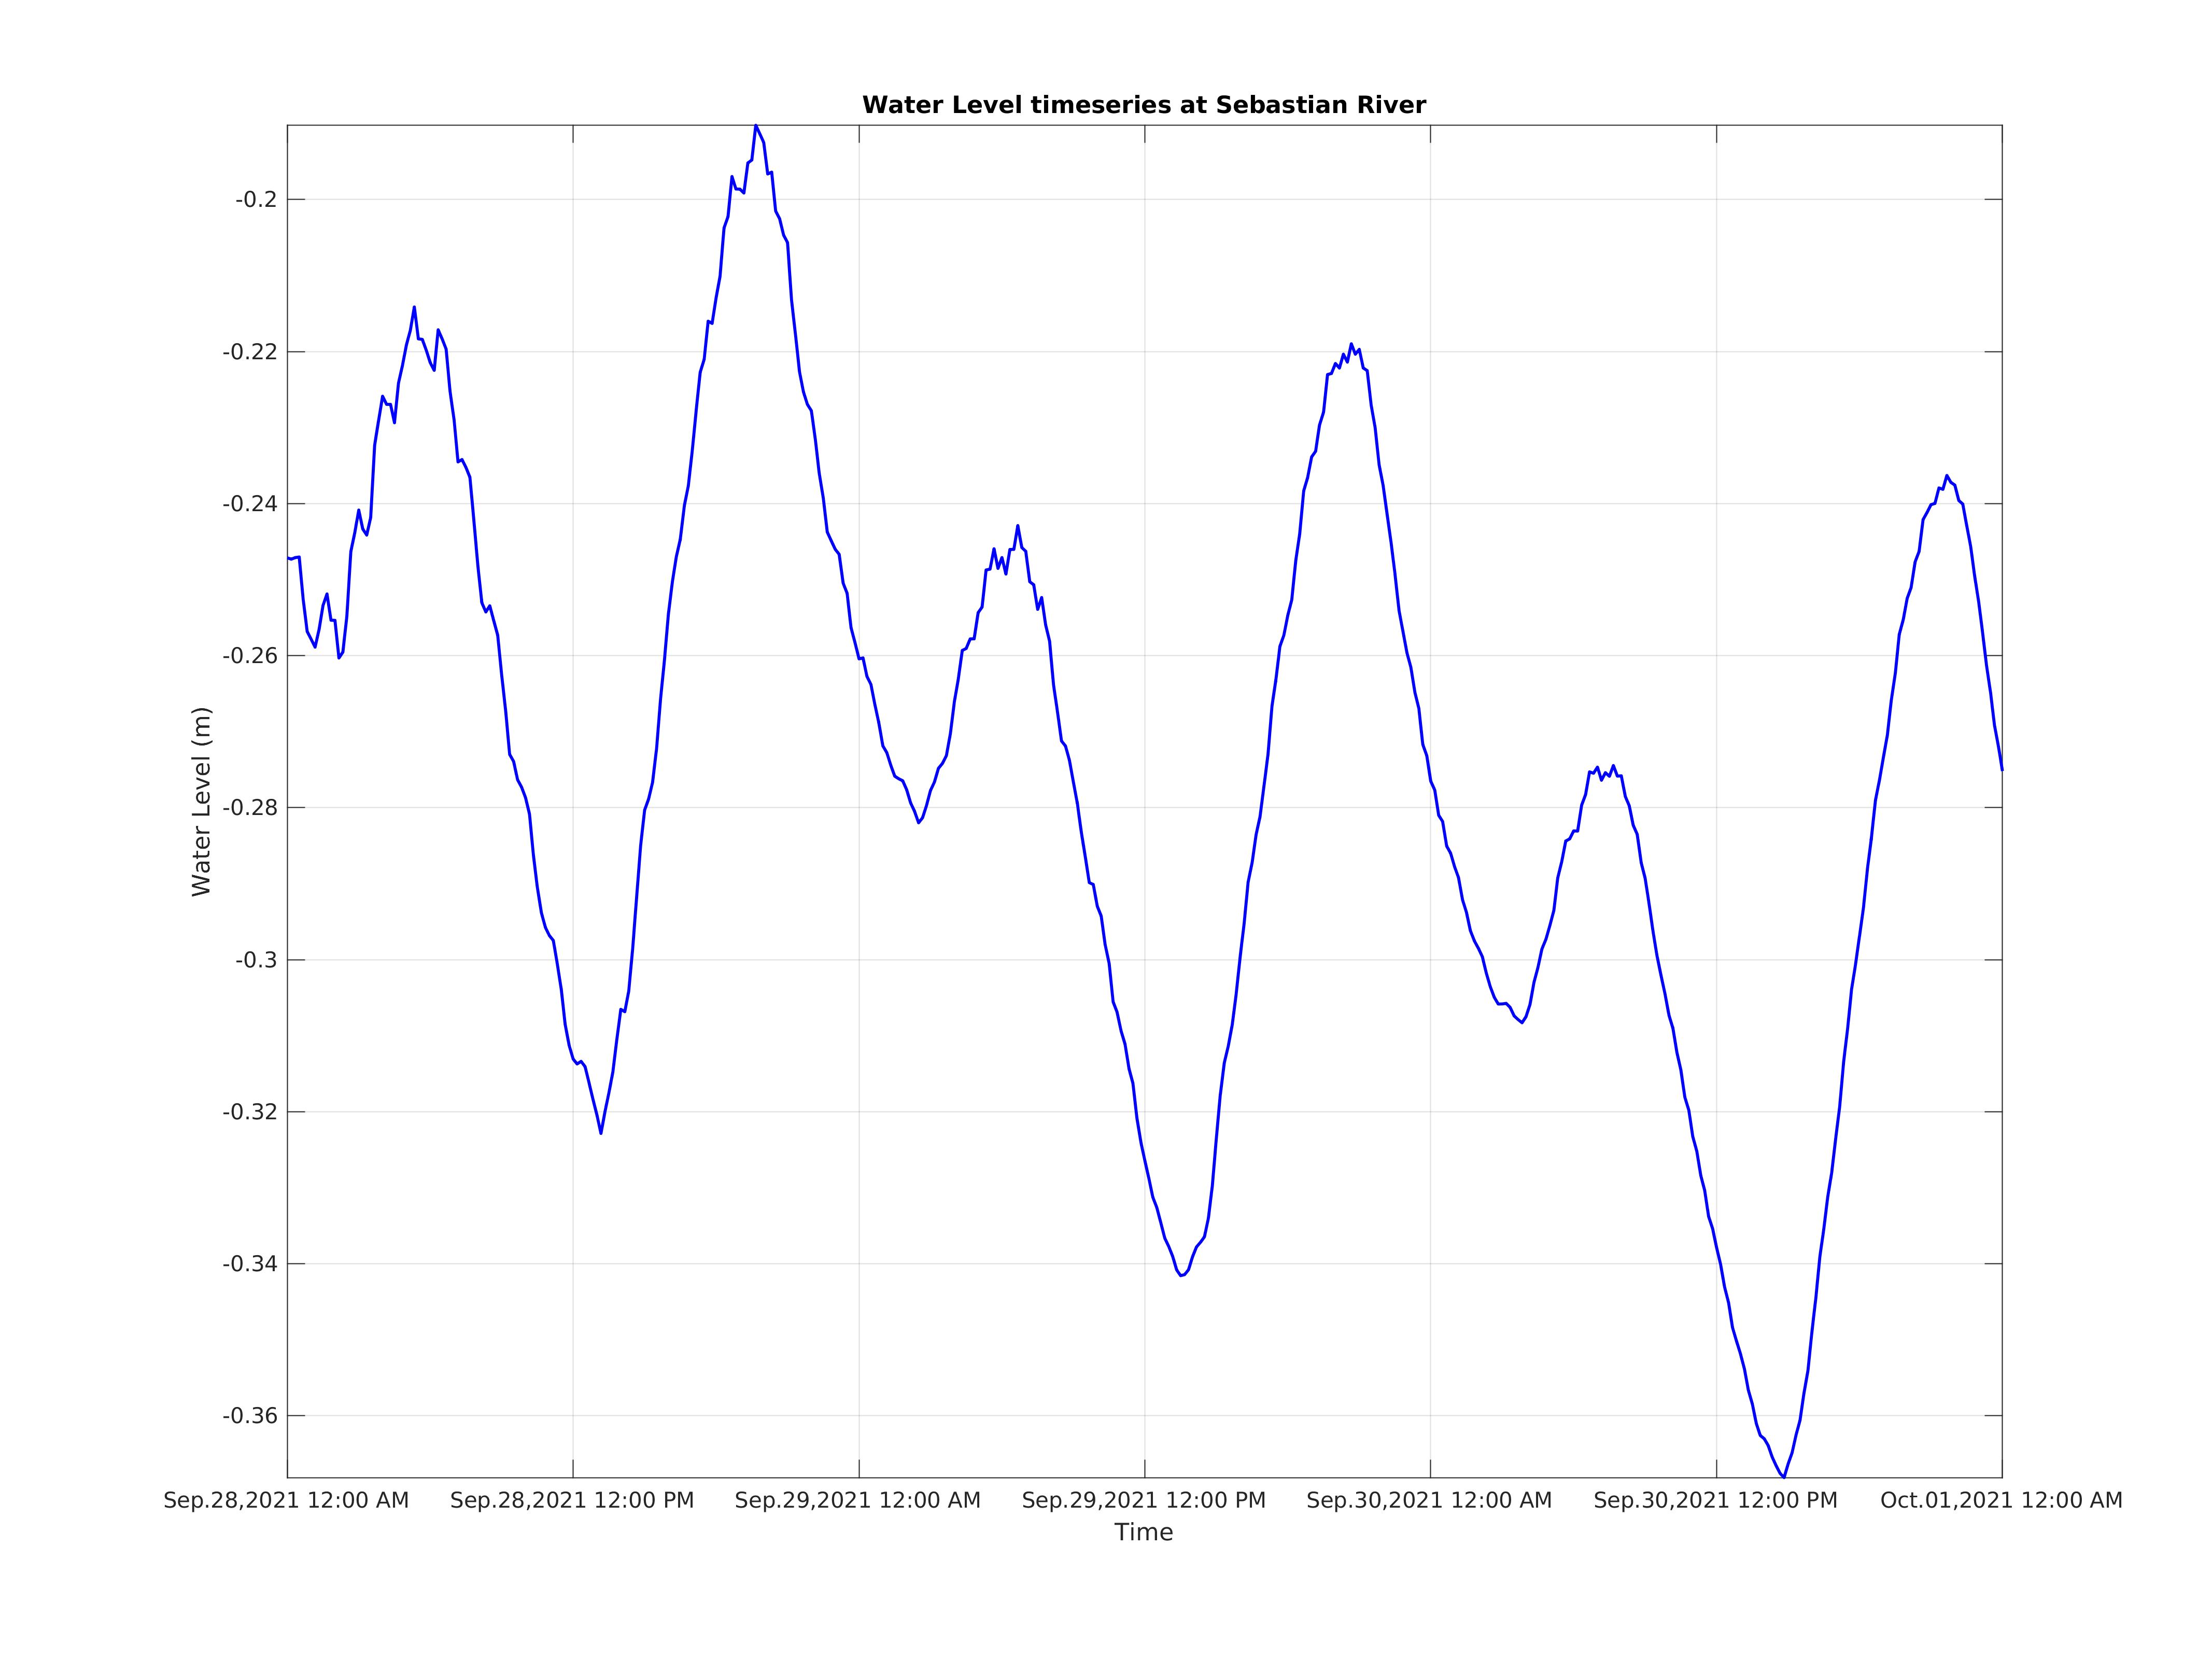 Water Level timeseries at Sebastian River
-0.2
-0.22
-0.24
-0.26
-0.28
-0.3
-0.32
-0.34
-0.36
Water Level (m)
Sep.28,2021 12:00 AM Sep.28,2021 12:00 PM Sep.29,2021 12:00 AM Sep.29,2021 12:00 PM Sep.30,2021 12:00 AM Sep.30,2021 12:00 PM Oct.01,2021 12:00 AM
Time